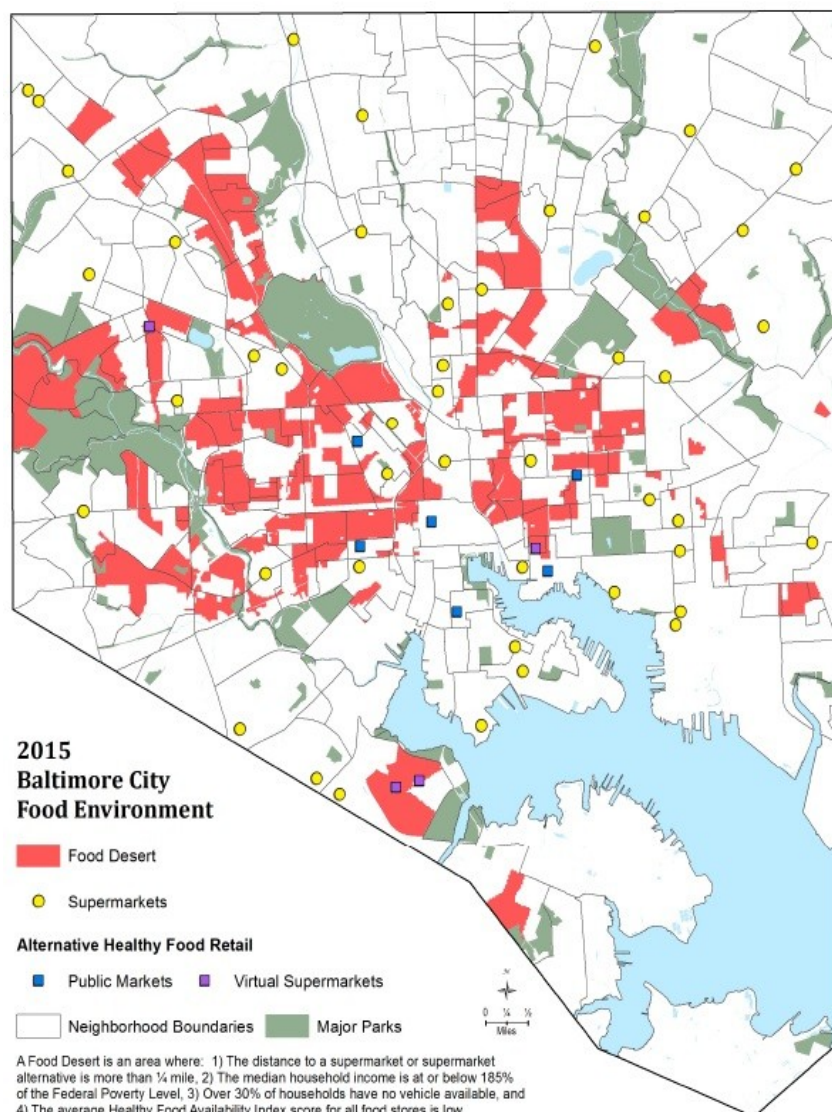 2015
Baltimore City
Food Environment
Food Desert
Supermarkets
Alternative Healthy Food Retail
Public Markets Virtual Supermarkets
Neighborhood Boundaries Major Parks
N
0 ¼ ½
Miles
A Food Desert is an area where: 1) The distance to a supermarket or supermarket
alternative is more than ¼ mile, 2) The median household income is at or below 185%
of the Federal Poverty Level, 3) Over 30% of households have no vehicle available, and
4) The average Healthy Food Availability Index score for all food stores is low